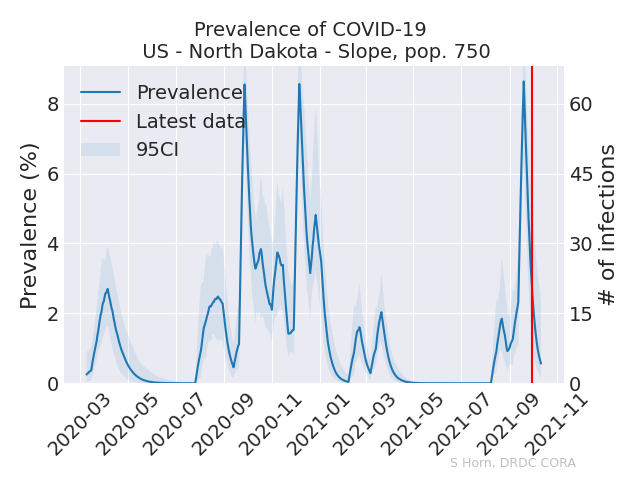 Prevalence of COVID-19
US - North Dakota - Slope, pop. 750
Prevalence
Latest data
95CI
Prevalence (%)
8
6
4
2
0
# of infections
60
45
30
15
0
2020-03
2020-05
2020-07
2020-09
2020-11
2021-01
2021-03
2021-05
2021-07
2021-09
2021-11
S Horn, DRDC CORA